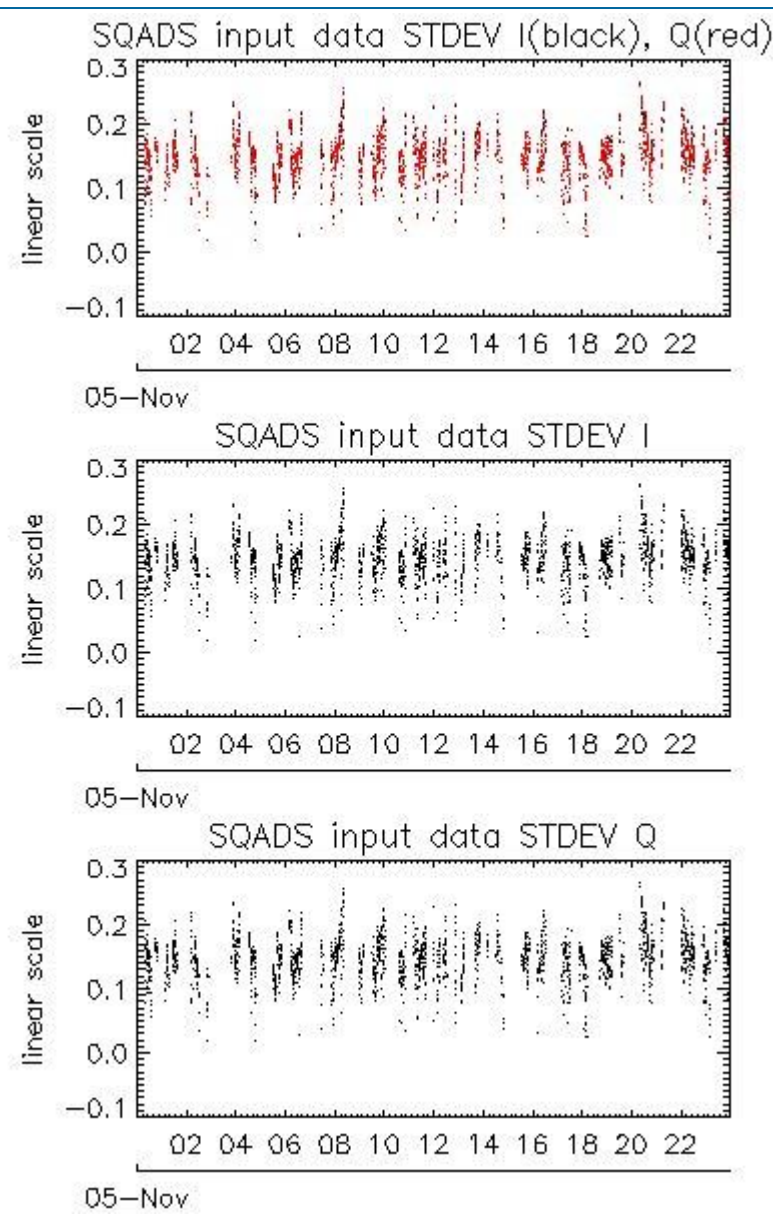 SQADS input data STDEV I(black), Q(red)
0.3
0.2
0.1
0.0
−0.1
linear scale
02 04 06 08 10 12 14 16 18 20 22
05−Nov
SQADS input data STDEV I
0.3
0.2
0.1
0.0
−0.1
linear scale
02 04 06 08 10 12 14 16 18 20 22
05−Nov
SQADS input data STDEV Q
0.3
0.2
0.1
0.0
−0.1
linear scale
02 04 06 08 10 12 14 16 18 20 22
05−Nov